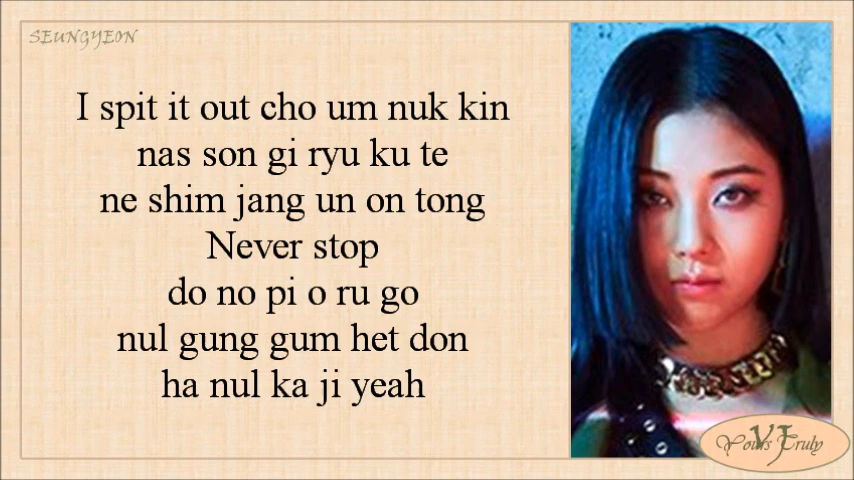 SEUNGYEON
I spit it out cho um nuk kin
nas son gi ryu ku te
ne shim jang un on tong
Never stop
do no pi o ru go
nul gung gum het don
ha nul ka ji yeah
Yours Truly
VJ